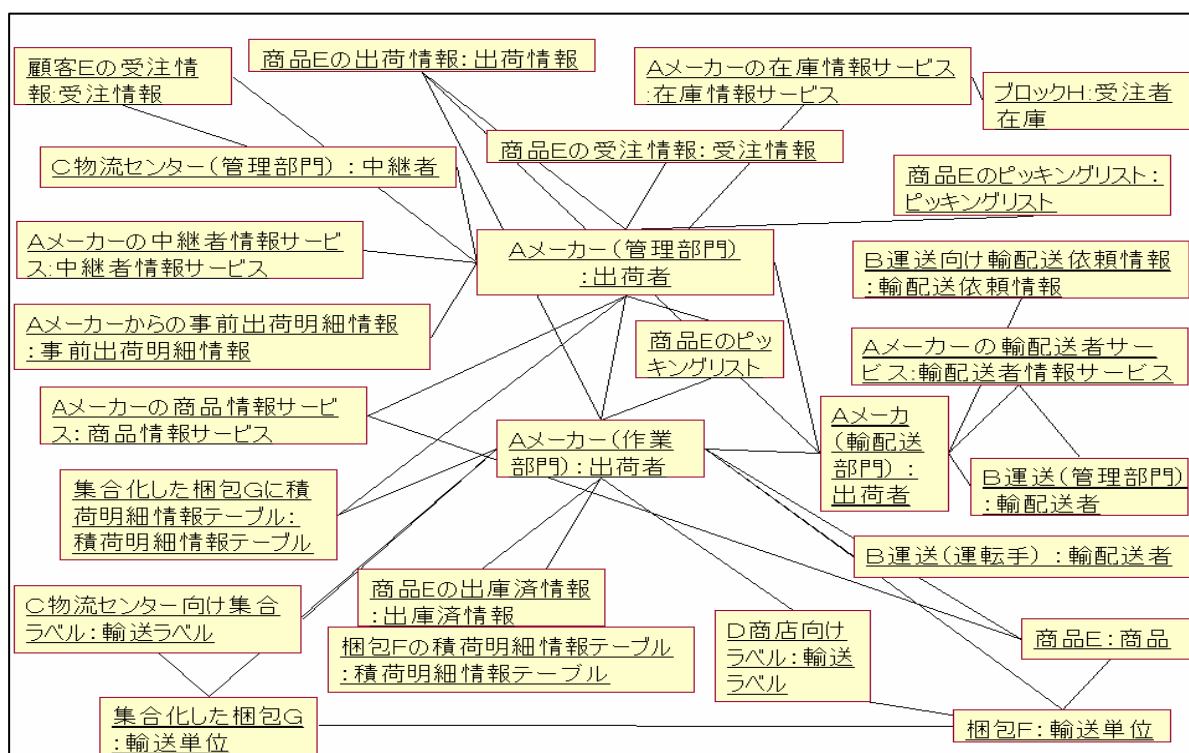 顧客Eの受注情
報:受注情報
商品Eの出荷情報:出荷情報
Aメーカーの在庫情報サービス
:在庫情報サービス
ブロックH:受注者
在庫
商品Eの受注情報:受注情報
C物流センター(管理部門):中継者
商品Eのピッキングリスト:
ピッキングリスト
Aメーカーの中継者情報サービ
ス:中継者情報サービス
Aメーカー(管理部門)
:出荷者
B運送向け輸配送依頼情報
:輸配送依頼情報
Aメーカーからの事前出荷明細情報
:事前出荷明細情報
商品Eのピッ
キングリスト
Aメーカーの輸配送者サー
ビス:輸配送者情報サービス
Aメーカーの商品情報サービ
ス:商品情報サービス
Aメーカー(作業
部門):出荷者
Aメーカ
(輸配送
部門):
出荷者
集合化した梱包Gに積
荷明細情報テーブル:
積荷明細情報テーブル
B運送(管理部門)
:輸配送者
B運送(運転手):輸配送者
商品Eの出庫済情報
:出庫済情報
C物流センター向け集合
ラベル:輸送ラベル
D商店向け
ラベル:輸送
ラベル
商品E:商品
梱包Fの積荷明細情報テーブル
:積荷明細情報テーブル
集合化した梱包G
:輸送単位
梱包F:輸送単位